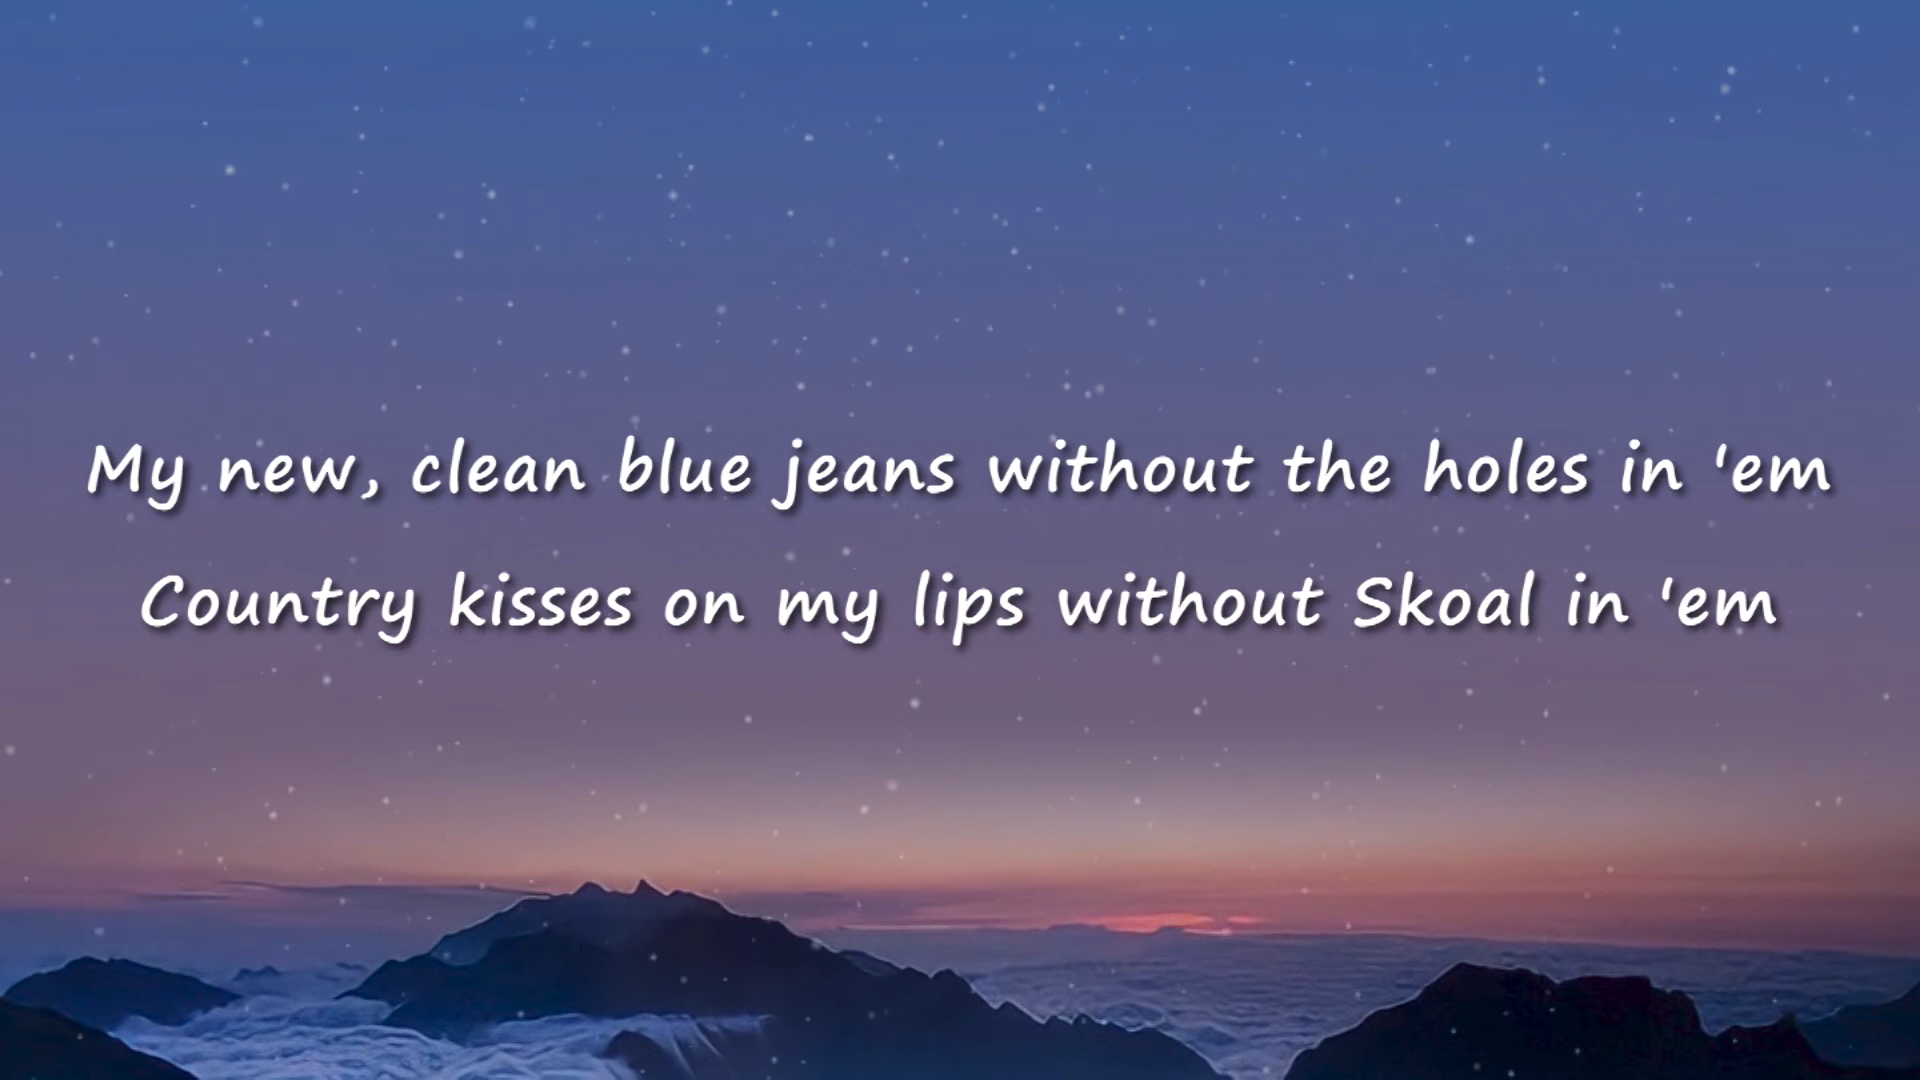 My new, clean blue jeans without the holes in 'em
Country kisses on my lips without Skoal in 'em